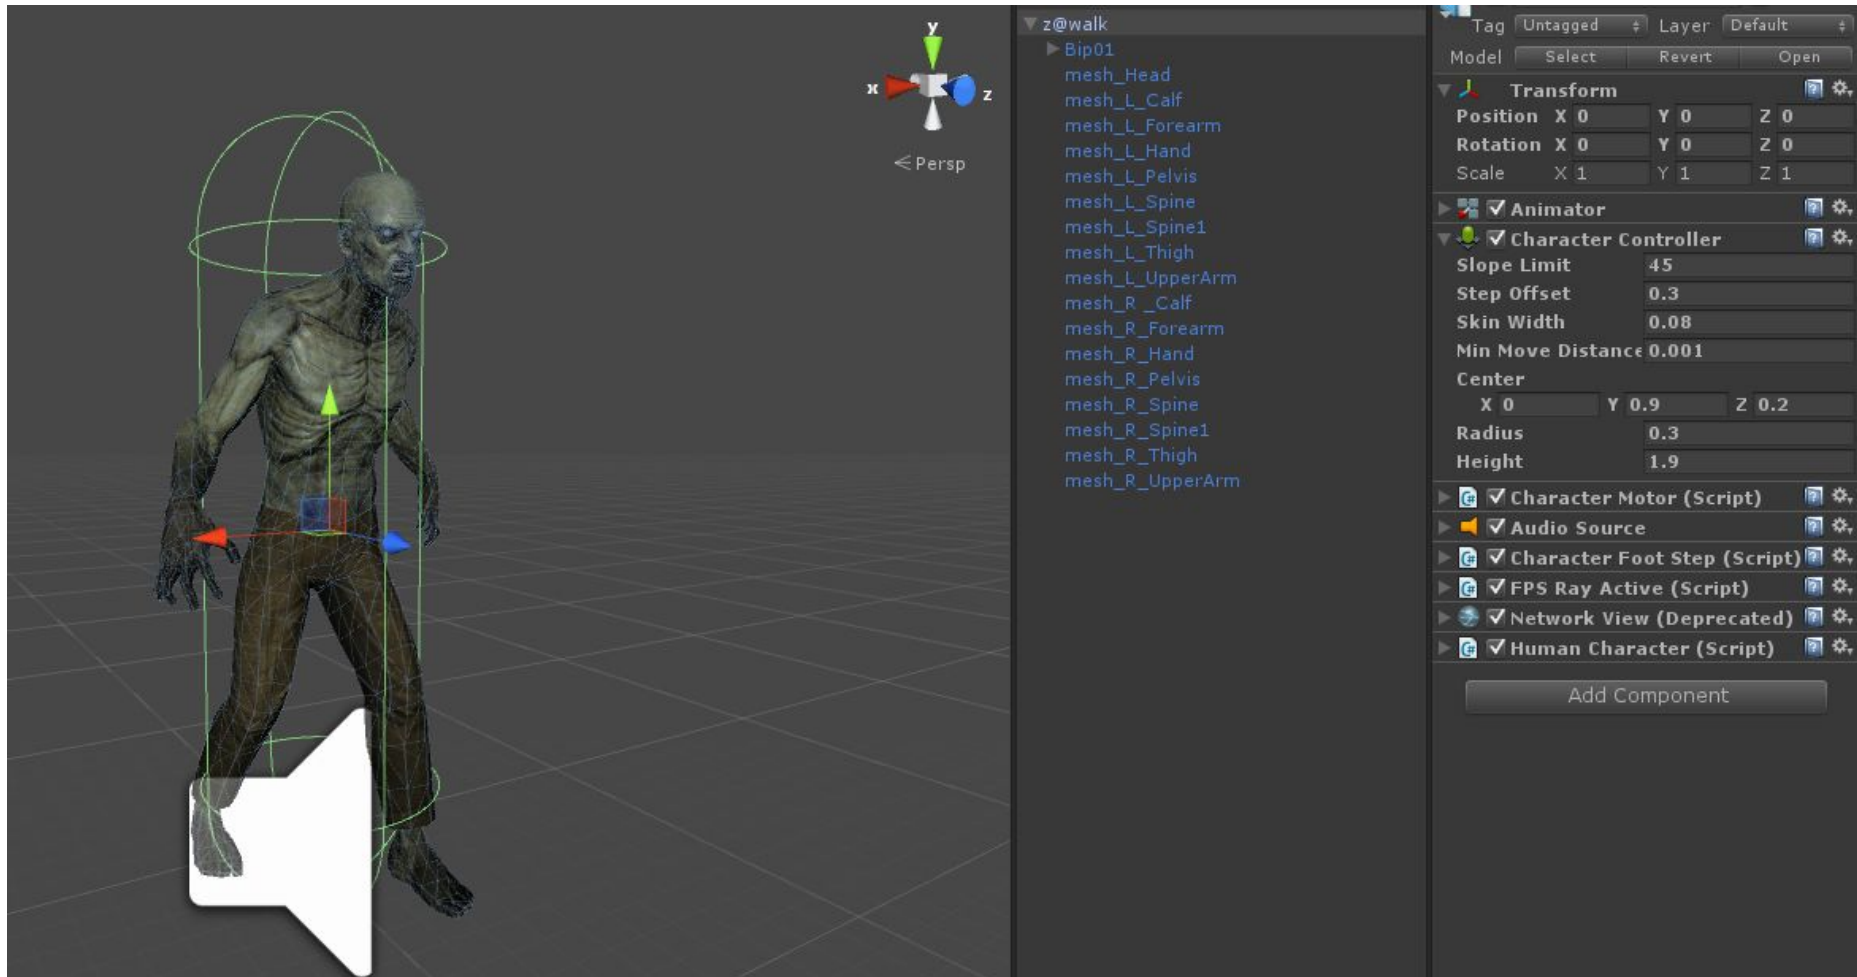 y
x
z
Persp
z@walk
Bip01
mesh_Head
mesh_L_Calf
mesh_L_Forearm
mesh_L_Hand
mesh_L_Pelvis
mesh_L_Spine
mesh_L_Spine1
mesh_L_Thigh
mesh_L_UpperArm
mesh_R _Calf
mesh_R_Forearm
mesh_R_Hand
mesh_R_Pelvis
mesh_R_Spine
mesh_R_Spine1
mesh_R_Thigh
mesh_R_UpperArm
Tag Untagged Layer Default
Model Select Revert Open
Transform
Position X 0 Y 0 Z 0
Rotation X 0 Y 0 Z 0
Scale X 1 Y 1 Z 1
Animator
Character Controller
Slope Limit 45
Step Offset 0.3
Skin Width 0.08
Min Move Distance 0.001
Center
X 0 Y 0.9 Z 0.2
Radius 0.3
Height 1.9
Character Motor (Script)
Audio Source
Character Foot Step (Script)
FPS Ray Active (Script)
Network View (Deprecated)
Human Character (Script)
Add Component